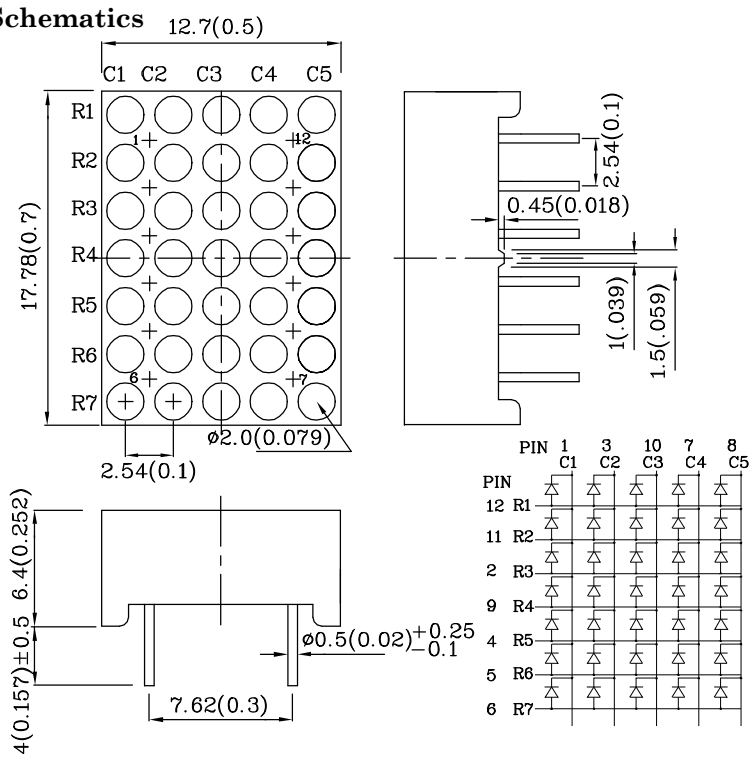 Schematics
12.7(0.5)
C1 C2 C3 C4 C5
R1
R2
R3
R4
R5
R6
R7
1
12
6
7
17.78(0.7)
ø2.0(0.079)
2.54(0.1)
2.54(0.1)
0.45(0.018)
1(.039)
1.5(.059)
6.4(0.252)
4(0.157)±0.5
ø0.5(0.02)+0.25
-0.1
7.62(0.3)
PIN 1 3 10 7 8
C1 C2 C3 C4 C5
PIN
12 R1
11 R2
2 R3
9 R4
4 R5
5 R6
6 R7